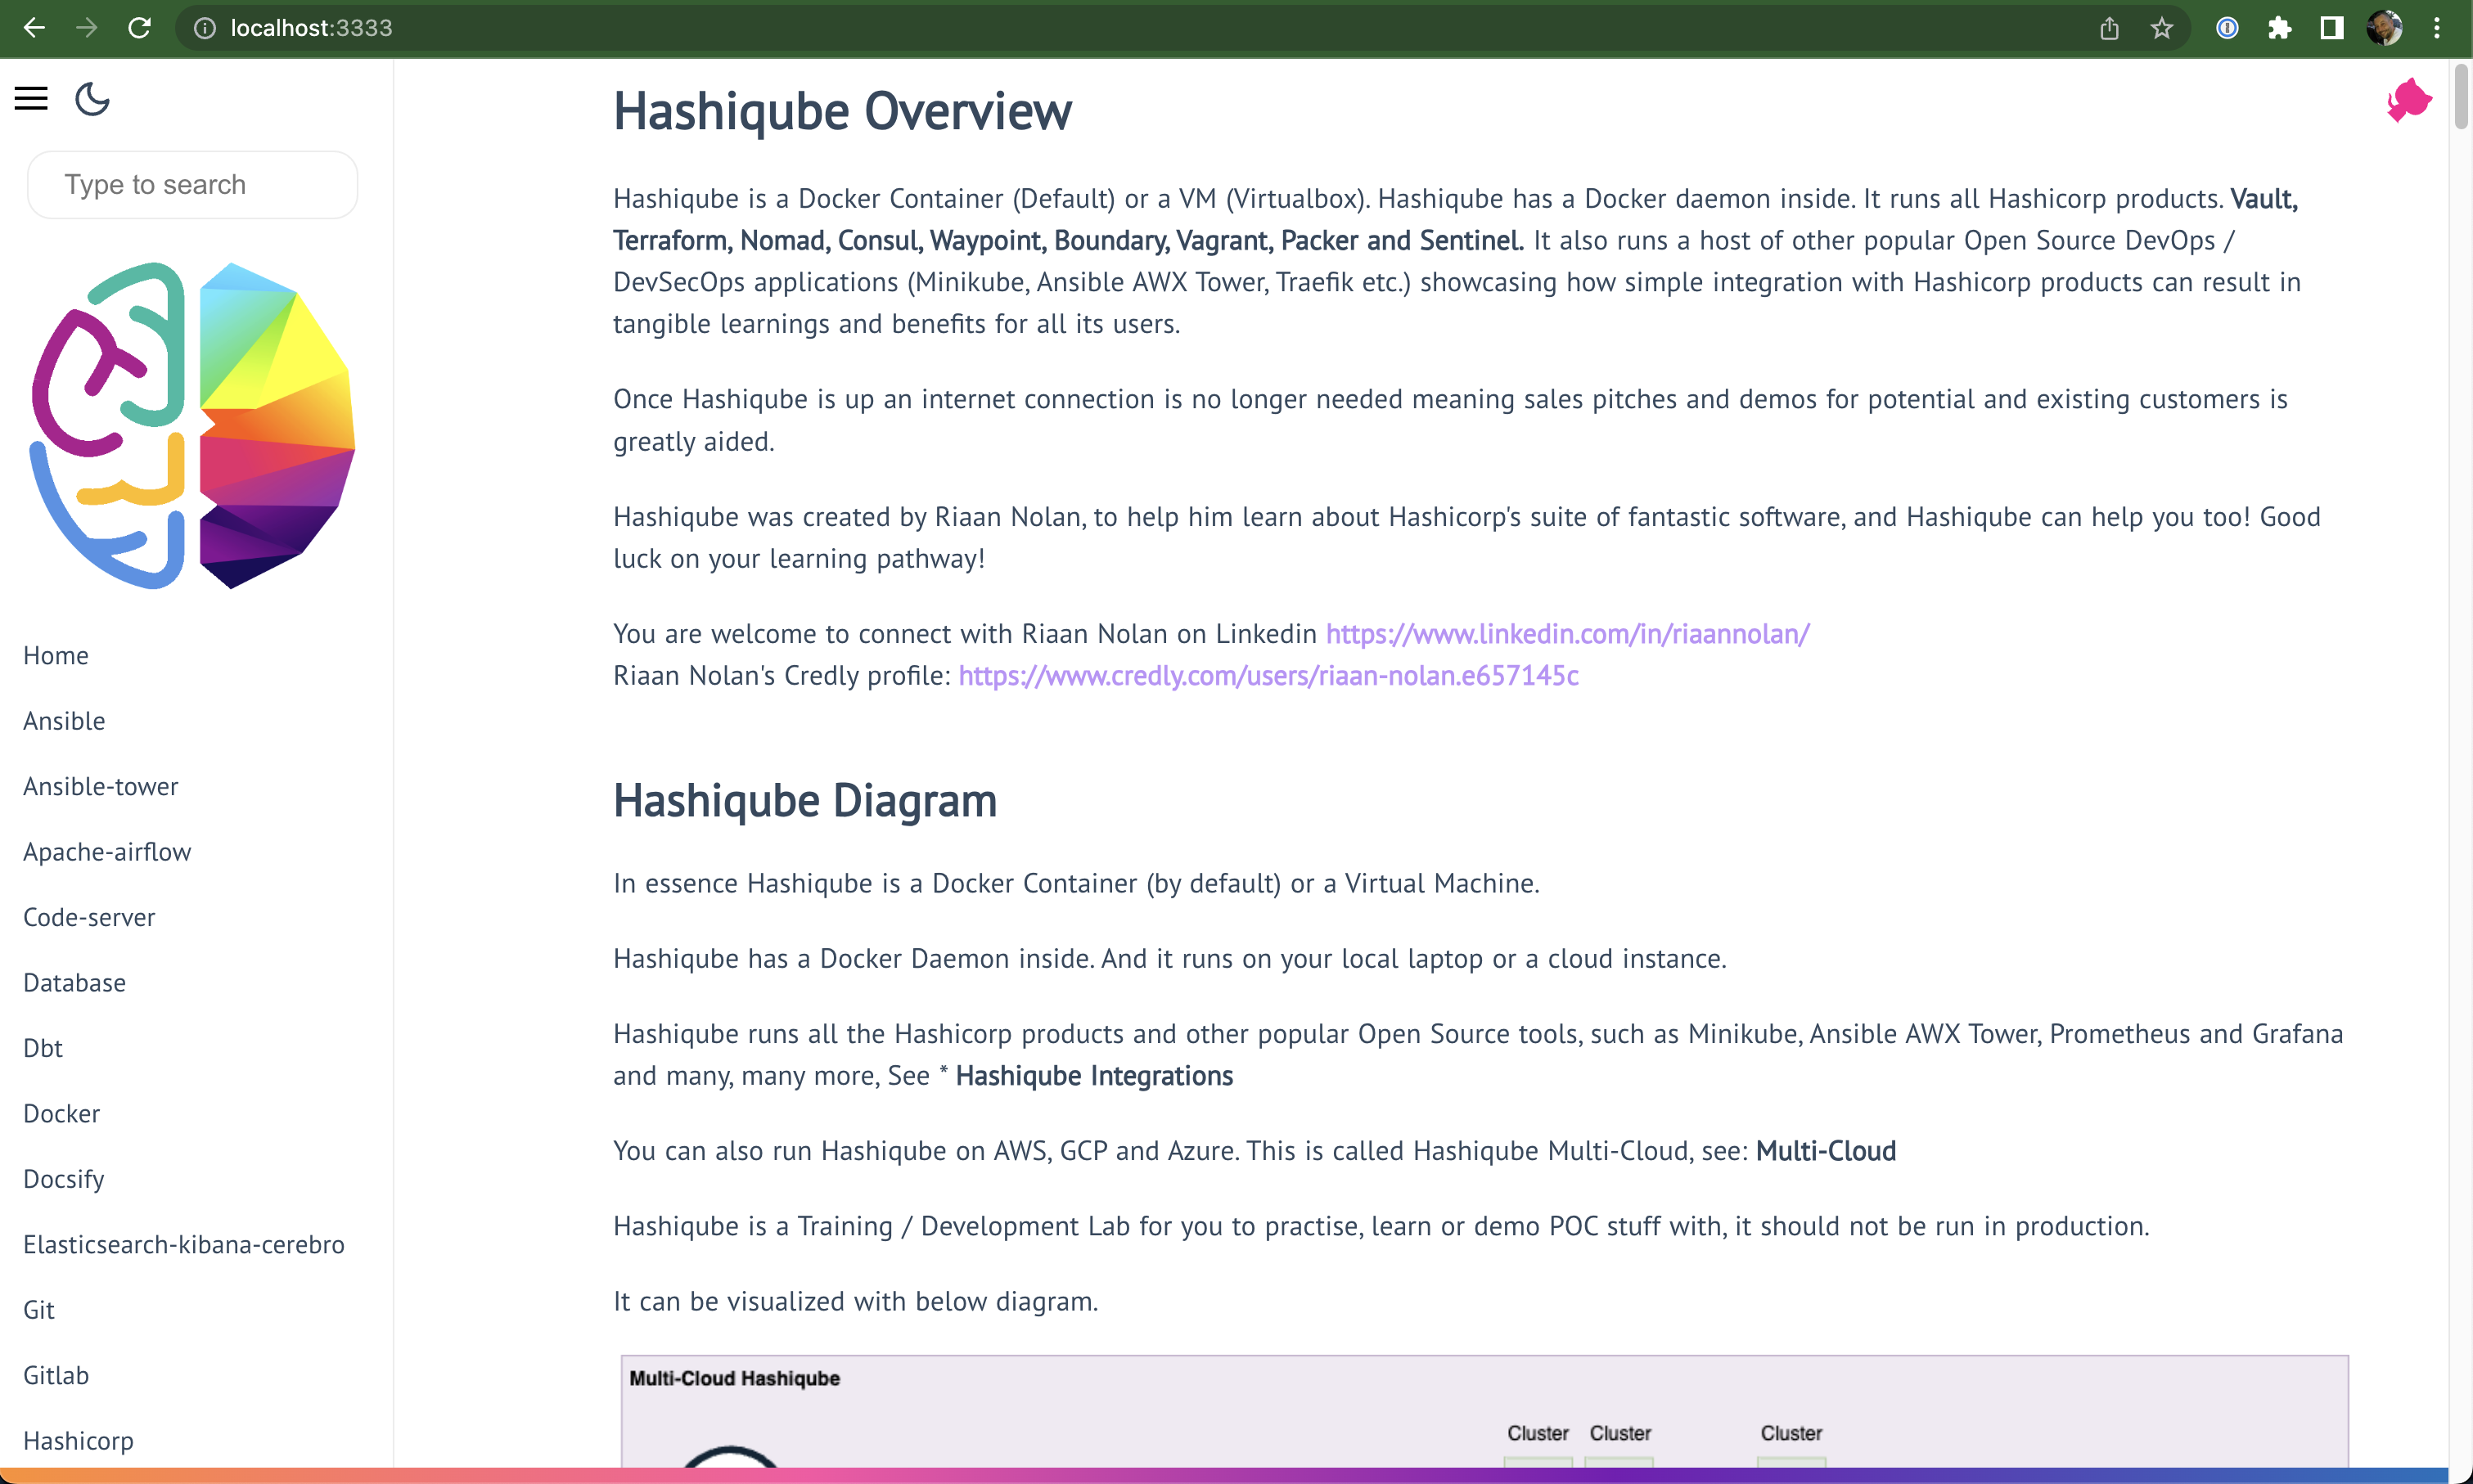 localhost:3333
Type to search
Home
Ansible
Ansible-tower
Apache-airflow
Code-server
Database
Dbt
Docker
Docsify
Elasticsearch-kibana-cerebro
Git
Gitlab
Hashicorp
Hashiqube Overview
Hashiqube is a Docker Container (Default) or a VM (Virtualbox). Hashiqube has a Docker daemon inside. It runs all Hashicorp products. Vault,
Terraform, Nomad, Consul, Waypoint, Boundary, Vagrant, Packer and Sentinel. It also runs a host of other popular Open Source DevOps /
DevSecOps applications (Minikube, Ansible AWX Tower, Traefik etc.) showcasing how simple integration with Hashicorp products can result in
tangible learnings and benefits for all its users.
Once Hashiqube is up an internet connection is no longer needed meaning sales pitches and demos for potential and existing customers is
greatly aided.
Hashiqube was created by Riaan Nolan, to help him learn about Hashicorp's suite of fantastic software, and Hashiqube can help you too! Good
luck on your learning pathway!
You are welcome to connect with Riaan Nolan on Linkedin https://www.linkedin.com/in/riaannolan/
Riaan Nolan's Credly profile: https://www.credly.com/users/riaan-nolan.e657145c
Hashiqube Diagram
In essence Hashiqube is a Docker Container (by default) or a Virtual Machine.
Hashiqube has a Docker Daemon inside. And it runs on your local laptop or a cloud instance.
Hashiqube runs all the Hashicorp products and other popular Open Source tools, such as Minikube, Ansible AWX Tower, Prometheus and Grafana
and many, many more, See * Hashiqube Integrations
You can also run Hashiqube on AWS, GCP and Azure. This is called Hashiqube Multi-Cloud, see: Multi-Cloud
Hashiqube is a Training / Development Lab for you to practise, learn or demo POC stuff with, it should not be run in production.
It can be visualized with below diagram.
Multi-Cloud Hashiqube
Cluster Cluster Cluster